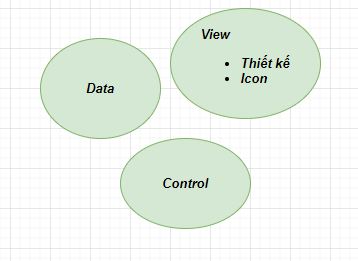 View
• Thiết kế
• Icon
Data
Control